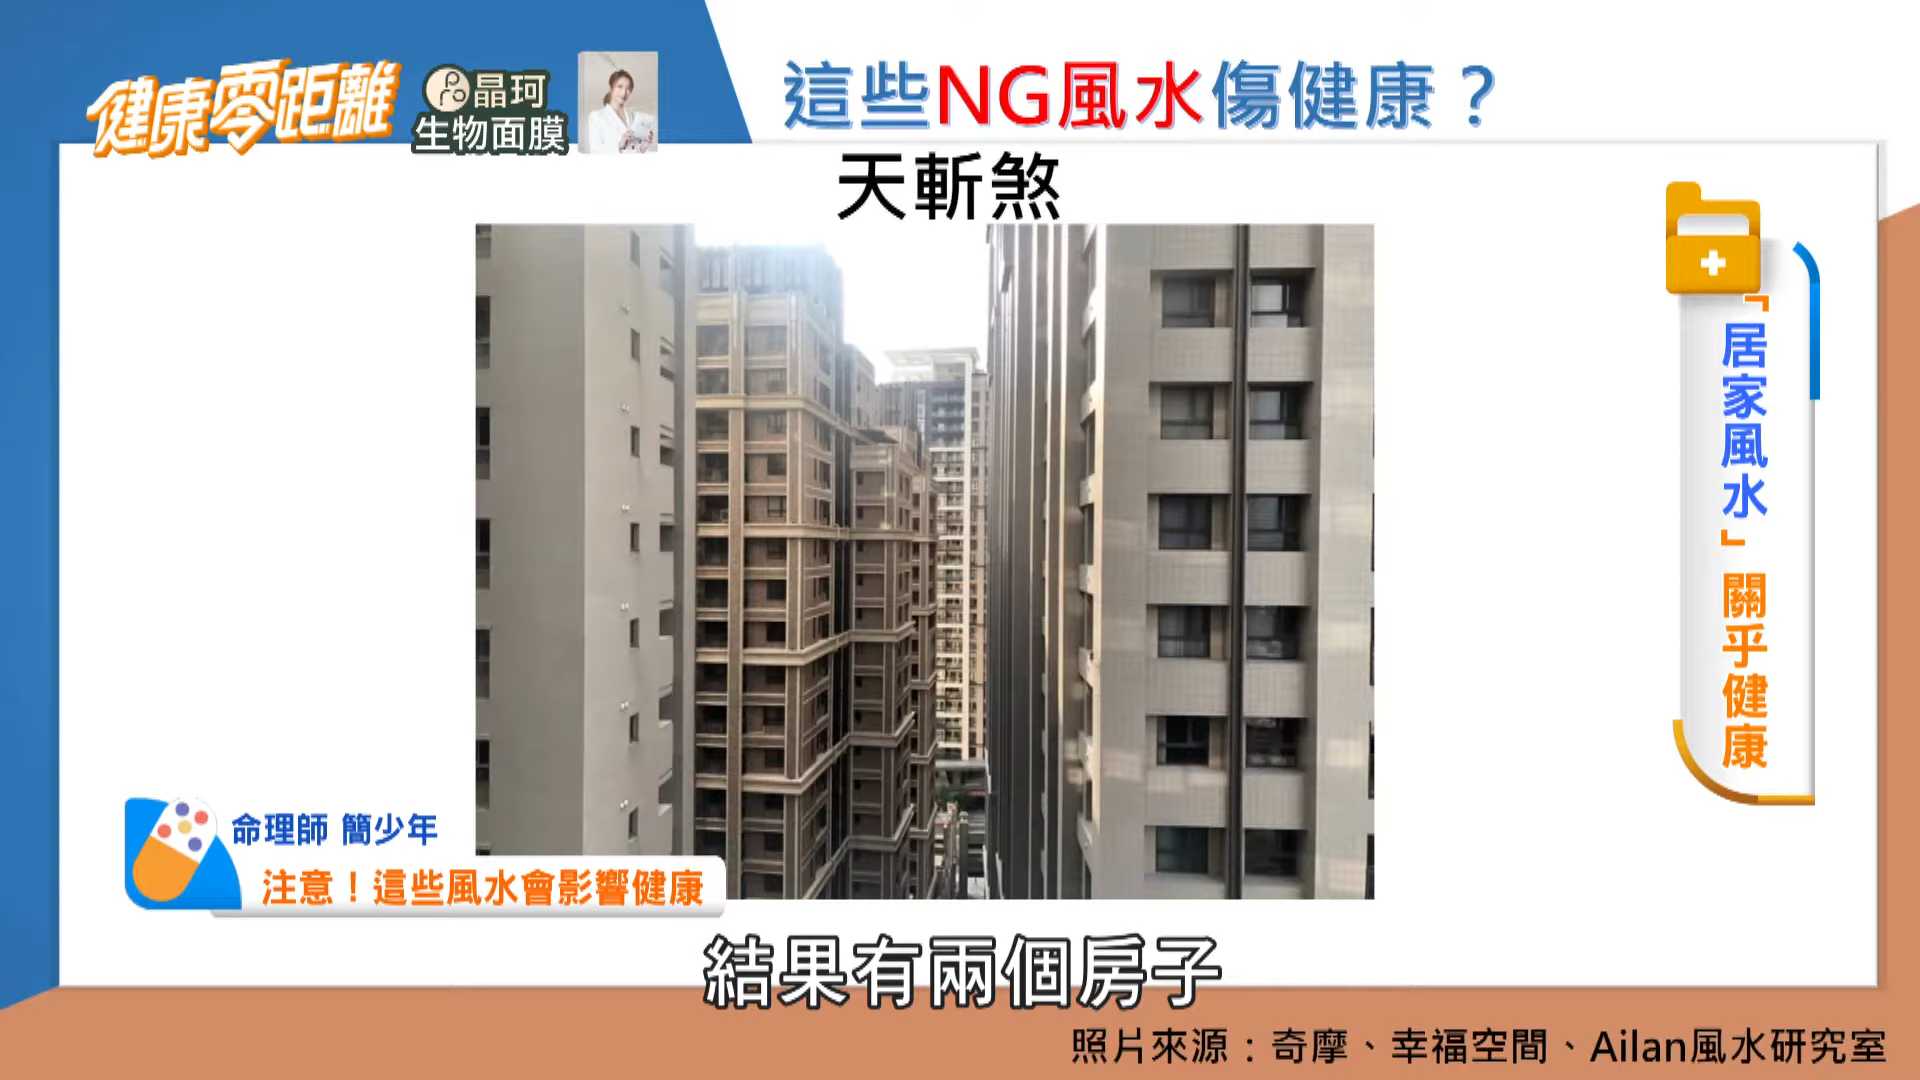 健康零距離
晶珂
生物面膜
這些NG風水傷健康？
天斬煞
「居家風水」關乎健康
命理師 簡少年
注意！這些風水會影響健康
結果有兩個房子
照片來源：奇摩、幸福空間、Ailan風水研究室